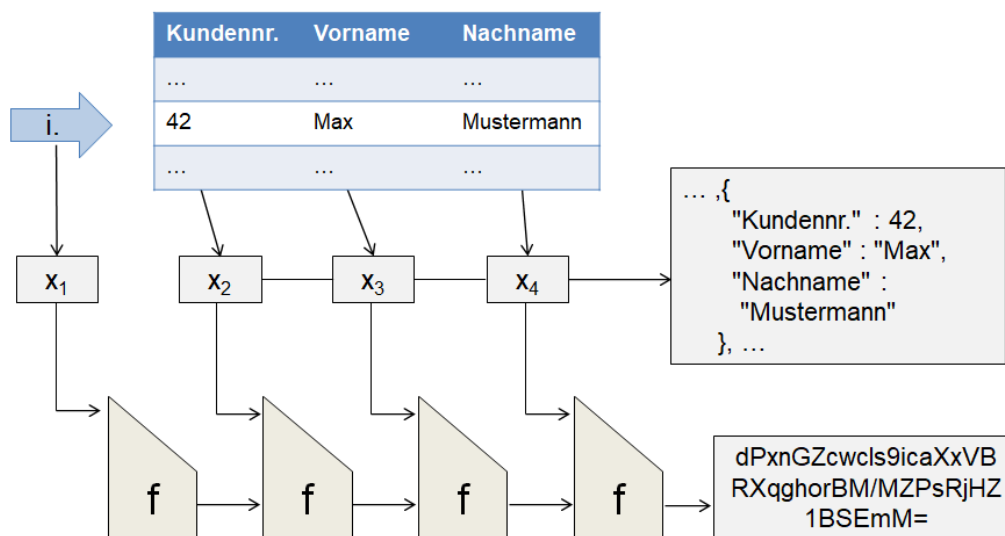 Kundennr. Vorname Nachname
... ... ...
i.
42 Max Mustermann
... ... ...
... ,{
"Kundennr." : 42,
"Vorname" : "Max",
"Nachname" :
"Mustermann"
}, ...
x₁ x₂ x₃ x₄
f f f f
dPxnGZcwcIs9icaXxVB
RXqghorBM/MZPsRjHZ
1BSEmM=